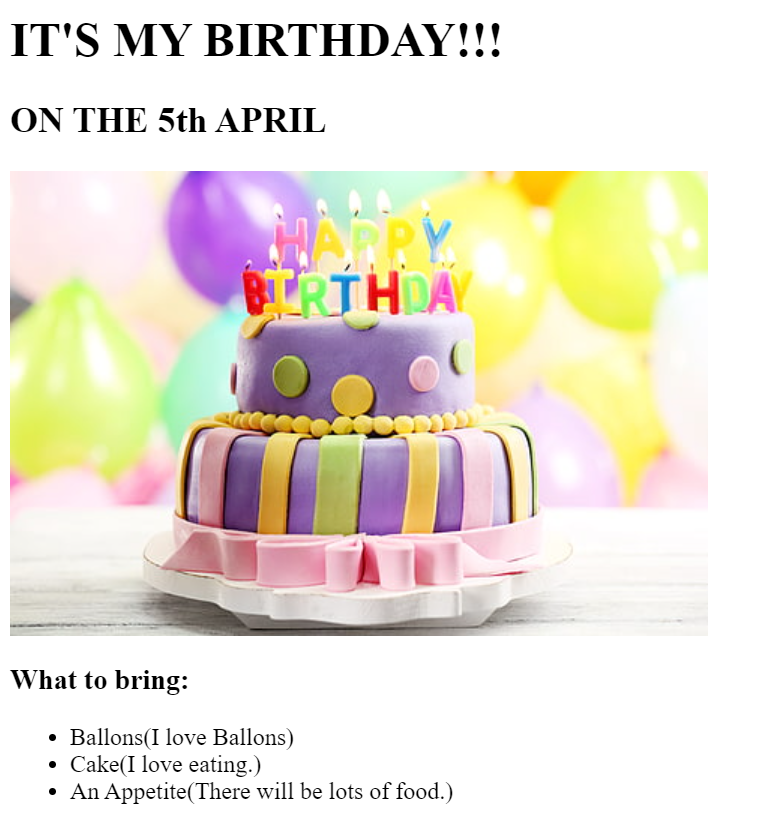 IT'S MY BIRTHDAY!!!
ON THE 5th APRIL
HAPPY
BIRTHDAY
What to bring:
Ballons(I love Ballons)
Cake(I love eating.)
An Appetite(There will be lots of food.)